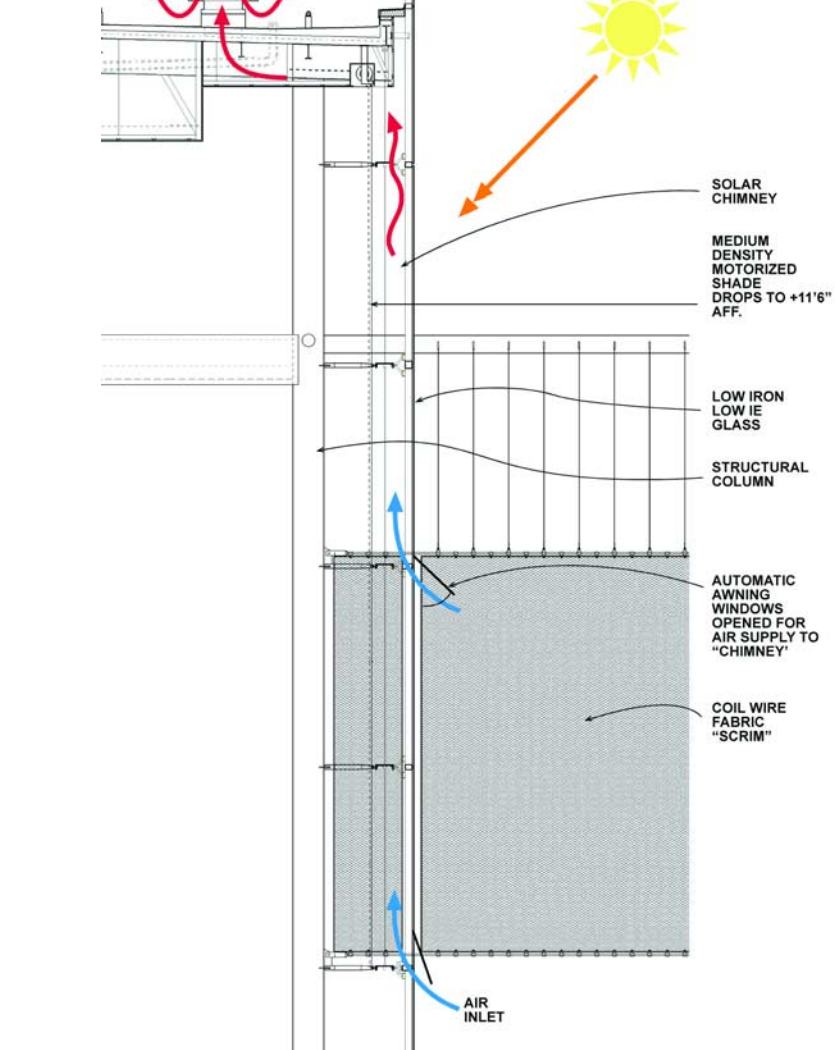 SOLAR
CHIMNEY
MEDIUM
DENSITY
MOTORIZED
SHADE
DROPS TO +11'6”
AFF.
LOW IRON
LOW IE
GLASS
STRUCTURAL
COLUMN
AUTOMATIC
AWNING
WINDOWS
OPENED FOR
AIR SUPPLY TO
“CHIMNEY’
COIL WIRE
FABRIC
“SCRIM”
AIR
INLET